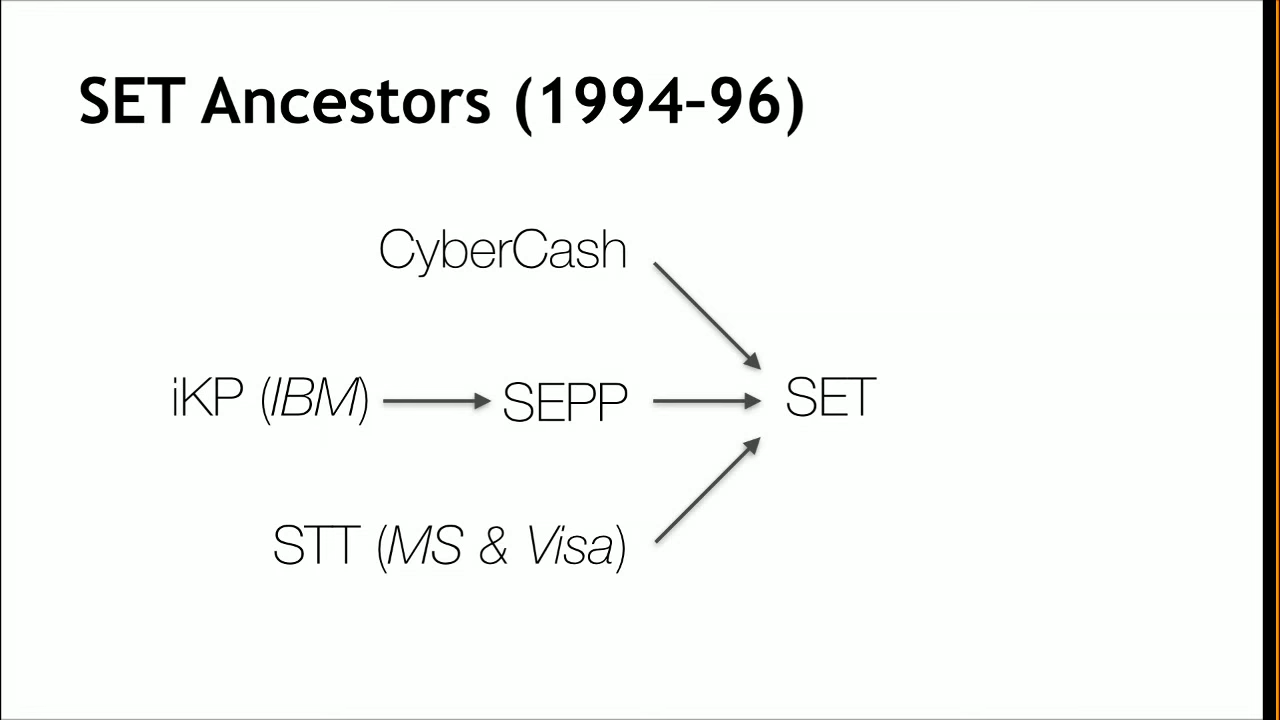 SET Ancestors (1994–96)
CyberCash
iKP (IBM)
SEPP
SET
STT (MS & Visa)